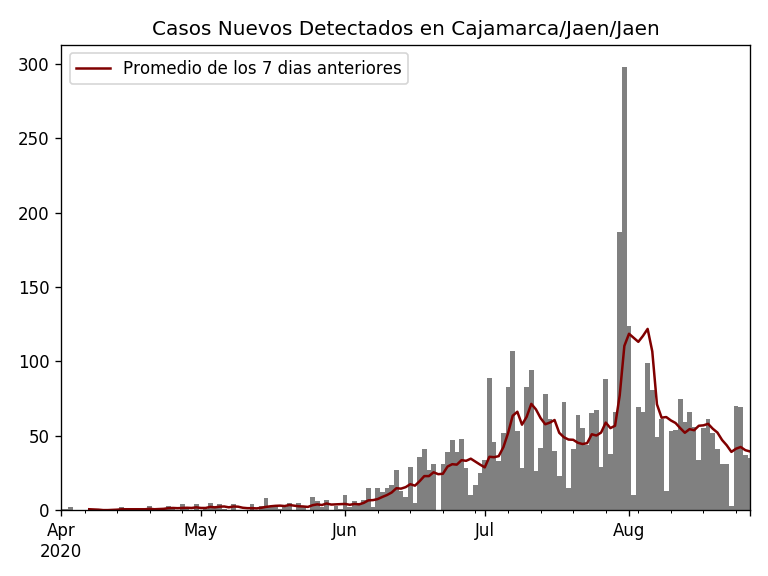 Casos Nuevos Detectados en Cajamarca/Jaen/Jaen
Promedio de los 7 dias anteriores
300
250
200
150
100
50
0
Apr May Jun Jul Aug
2020